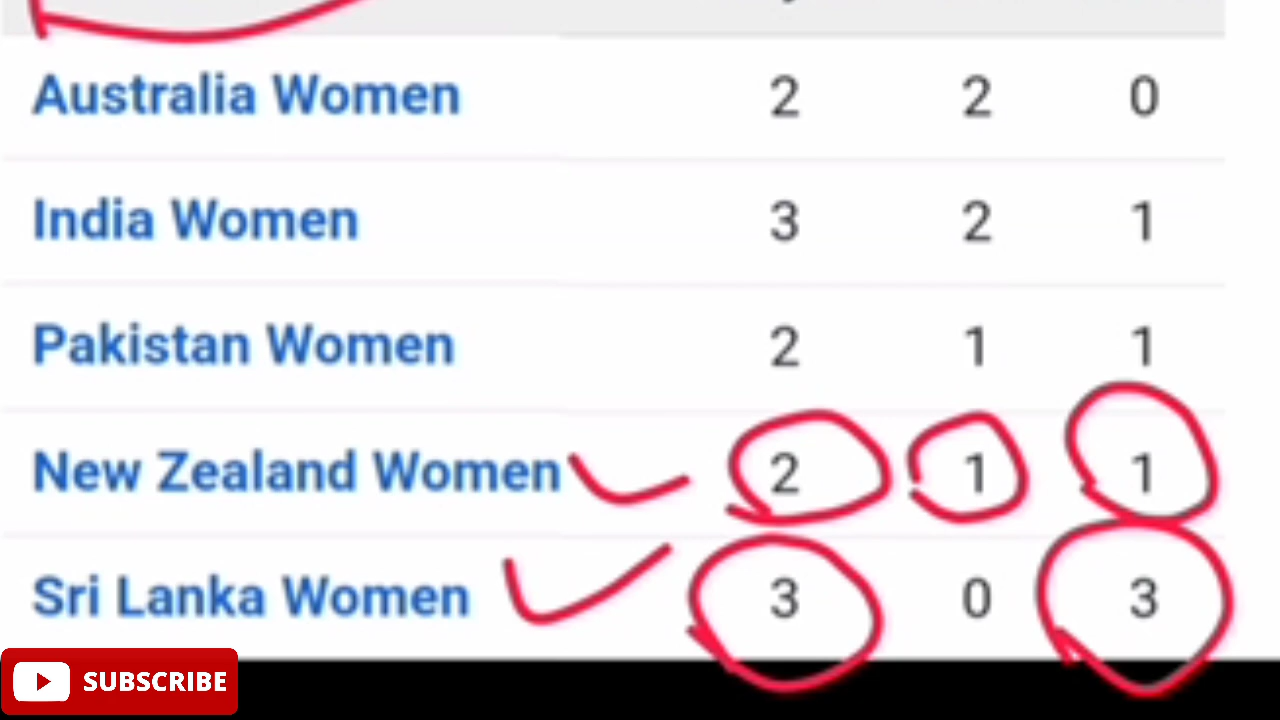 Australia Women 2 2 0
India Women 3 2 1
Pakistan Women 2 1 1
New Zealand Women 2 1 1
Sri Lanka Women 3 0 3
SUBSCRIBE